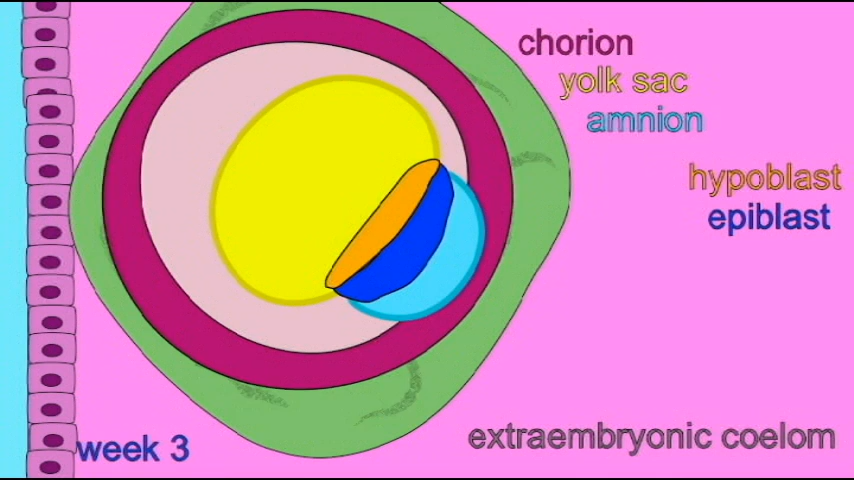 chorion
yolk sac
amnion
hypoblast
epiblast
week 3
extraembryonic coelom